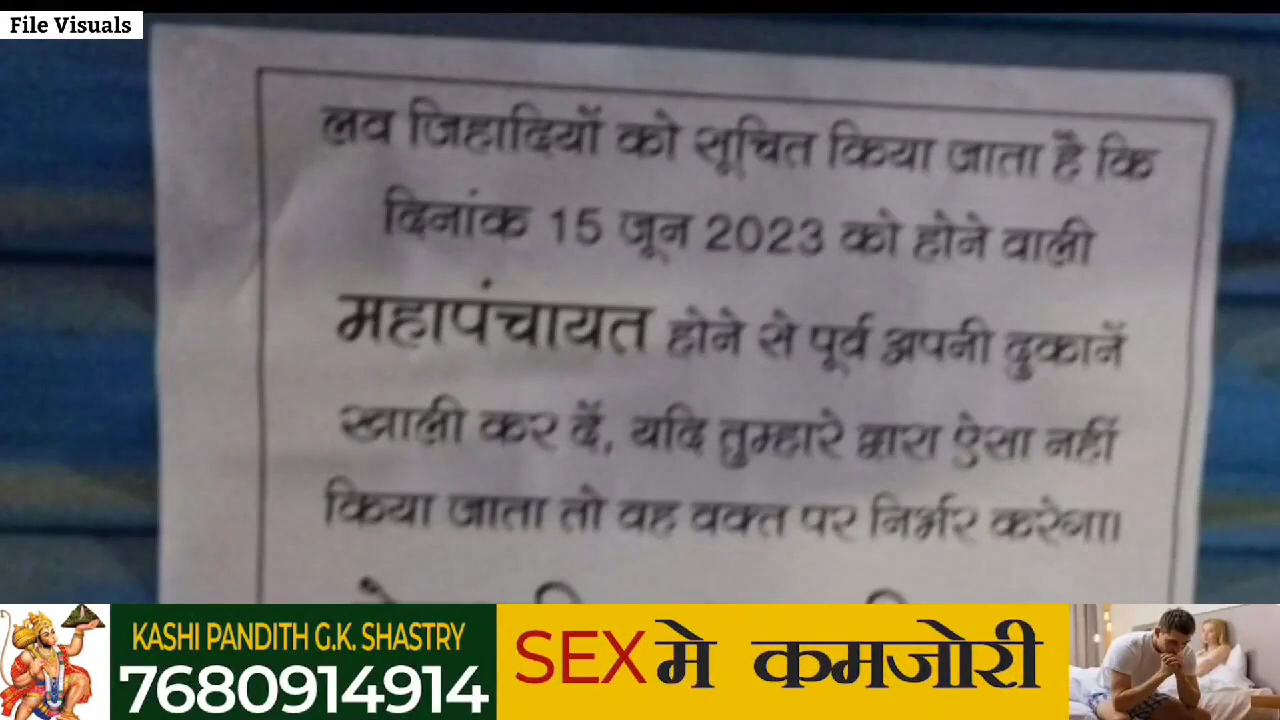 File Visuals
लव जिहादियों को सूचित किया जाता है कि
दिनांक 15 जून 2023 को होने वाली
महापंचायत होने से पूर्व अपनी दुकानें
खाली कर दें, यदि तुम्हारे द्वारा ऐसा नहीं
किया जाता तो वह वक्त पर निर्भर करेगा।
KASHI PANDITH G.K. SHASTRY
7680914914
SEX मे कमजोरी